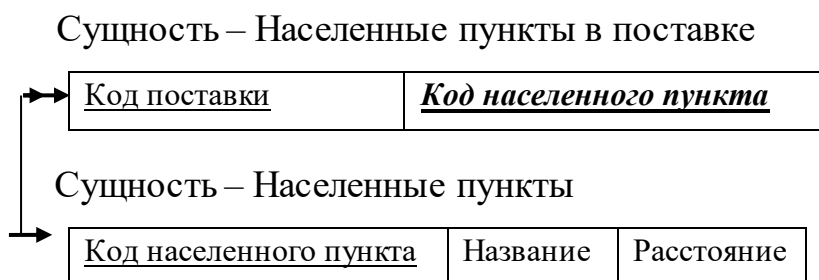 Сущность – Населенные пункты в поставке
Код поставки Код населенного пункта
Сущность – Населенные пункты
Код населенного пункта Название Расстояние